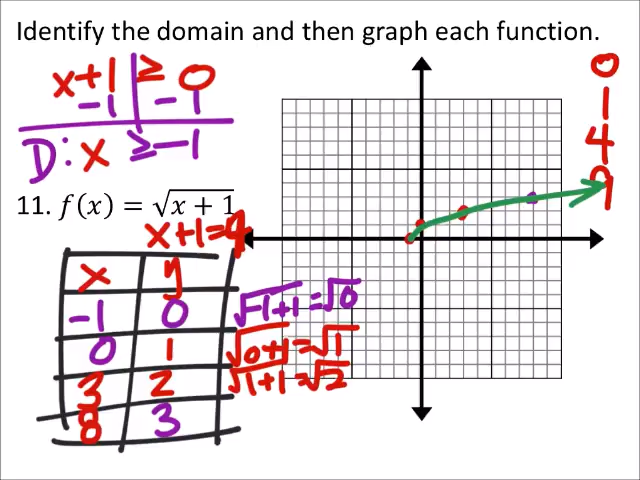 Identify the domain and then graph each function.
x+1 ≥ 0
-1 -1
D: x ≥ -1
0
1
4
9
11. f(x) = √x + 1
x+1=4
x y
-1 0 √-1+1 = √0
0 1 √0+1 = √1
3 2 √1+1 = √2
8 3